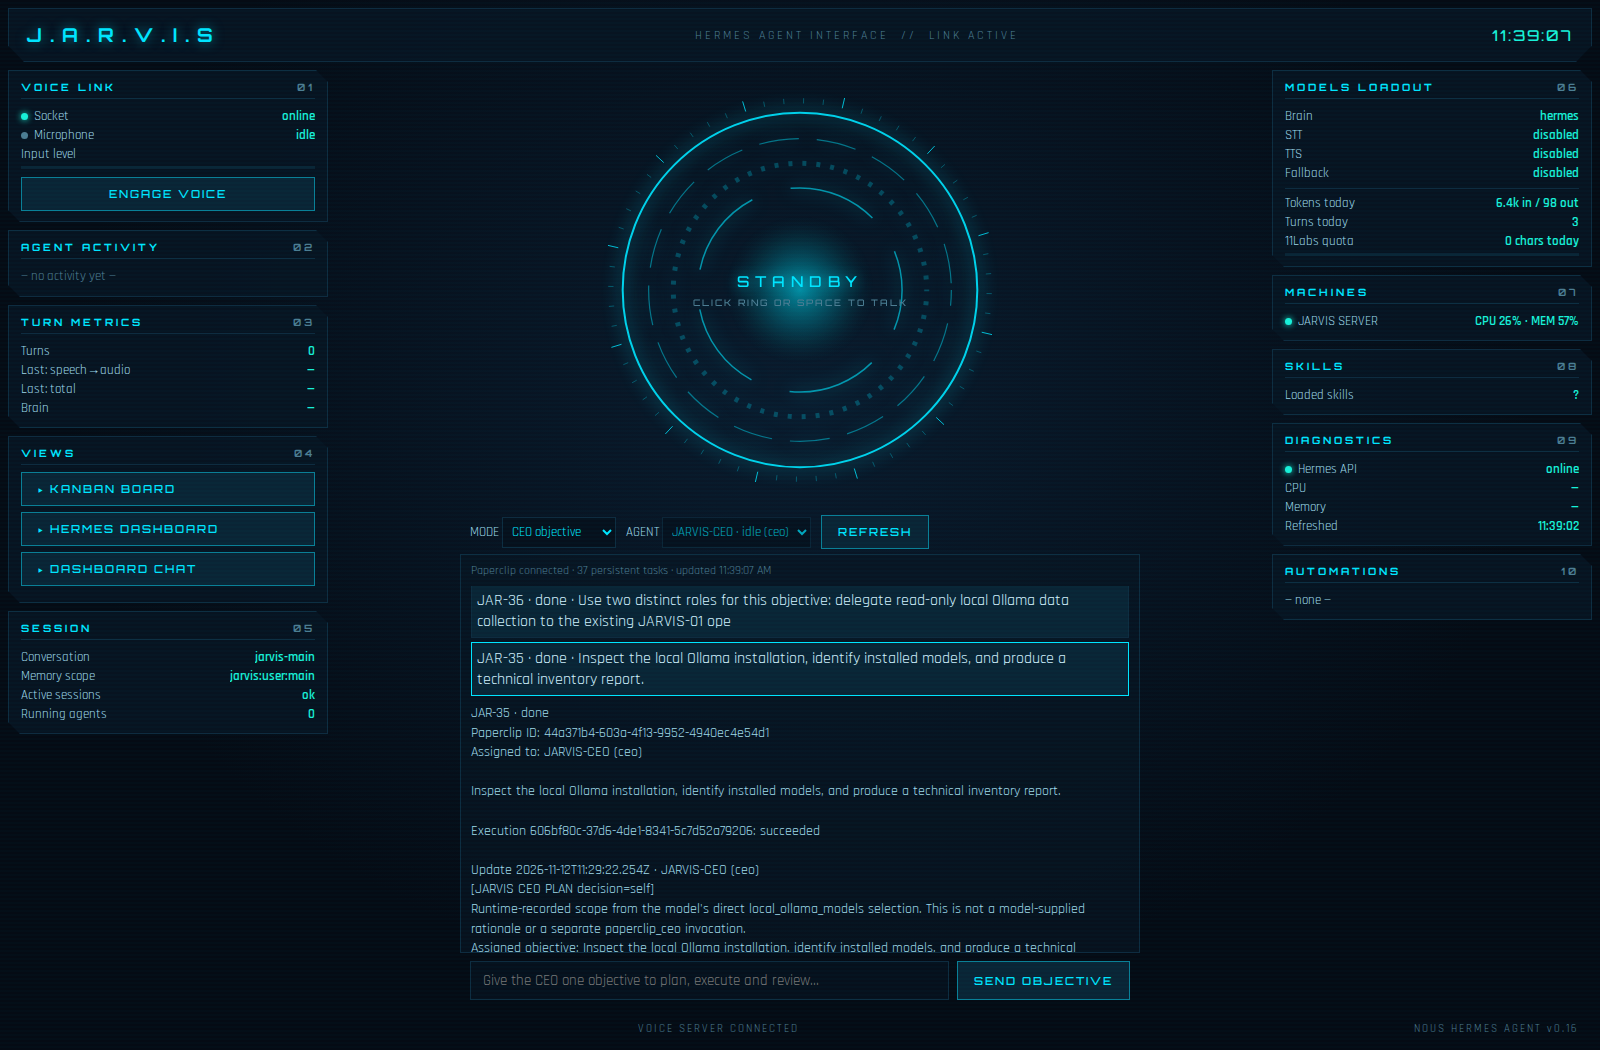 J.A.R.V.I.S
HERMES AGENT INTERFACE // LINK ACTIVE
11:39:07
VOICE LINK 01
Socket online
Microphone idle
Input level
ENGAGE VOICE
AGENT ACTIVITY 02
— no activity yet —
TURN METRICS 03
Turns 0
Last: speech→audio —
Last: total —
Brain —
VIEWS 04
▸ KANBAN BOARD
▸ HERMES DASHBOARD
▸ DASHBOARD CHAT
SESSION 05
Conversation jarvis-main
Memory scope jarvis:user:main
Active sessions ok
Running agents 0
STANDBY
CLICK RING OR SPACE TO TALK
MODE CEO objective AGENT JARVIS-CEO · idle (ceo) REFRESH
Paperclip connected · 37 persistent tasks · updated 11:39:07 AM
JAR-36 · done · Use two distinct roles for this objective: delegate read-only local Ollama data
collection to the existing JARVIS-01 ope
JAR-35 · done · Inspect the local Ollama installation, identify installed models, and produce a
technical inventory report.
JAR-35 · done
Paperclip ID: 44a371b4-603a-4f13-9952-4940ec4e54d1
Assigned to: JARVIS-CEO (ceo)
Inspect the local Ollama installation, identify installed models, and produce a technical inventory report.
Execution 606bf80c-37d6-4de1-8341-5c7d52a79206: succeeded
Update 2026-11-12T11:29:22.254Z · JARVIS-CEO (ceo)
[JARVIS CEO PLAN decision=self]
Runtime-recorded scope from the model's direct local_ollama_models selection. This is not a model-supplied
rationale or a separate paperclip_ceo invocation.
Assigned objective: Inspect the local Ollama installation, identify installed models, and produce a technical
Give the CEO one objective to plan, execute and review...
SEND OBJECTIVE
MODELS LOADOUT 06
Brain hermes
STT disabled
TTS disabled
Fallback disabled
Tokens today 6.4k in / 98 out
Turns today 3
11Labs quota 0 chars today
MACHINES 07
JARVIS SERVER CPU 26% · MEM 57%
SKILLS 08
Loaded skills ?
DIAGNOSTICS 09
Hermes API online
CPU —
Memory —
Refreshed 11:39:02
AUTOMATIONS 10
— none —
VOICE SERVER CONNECTED
NOUS HERMES AGENT v0.16